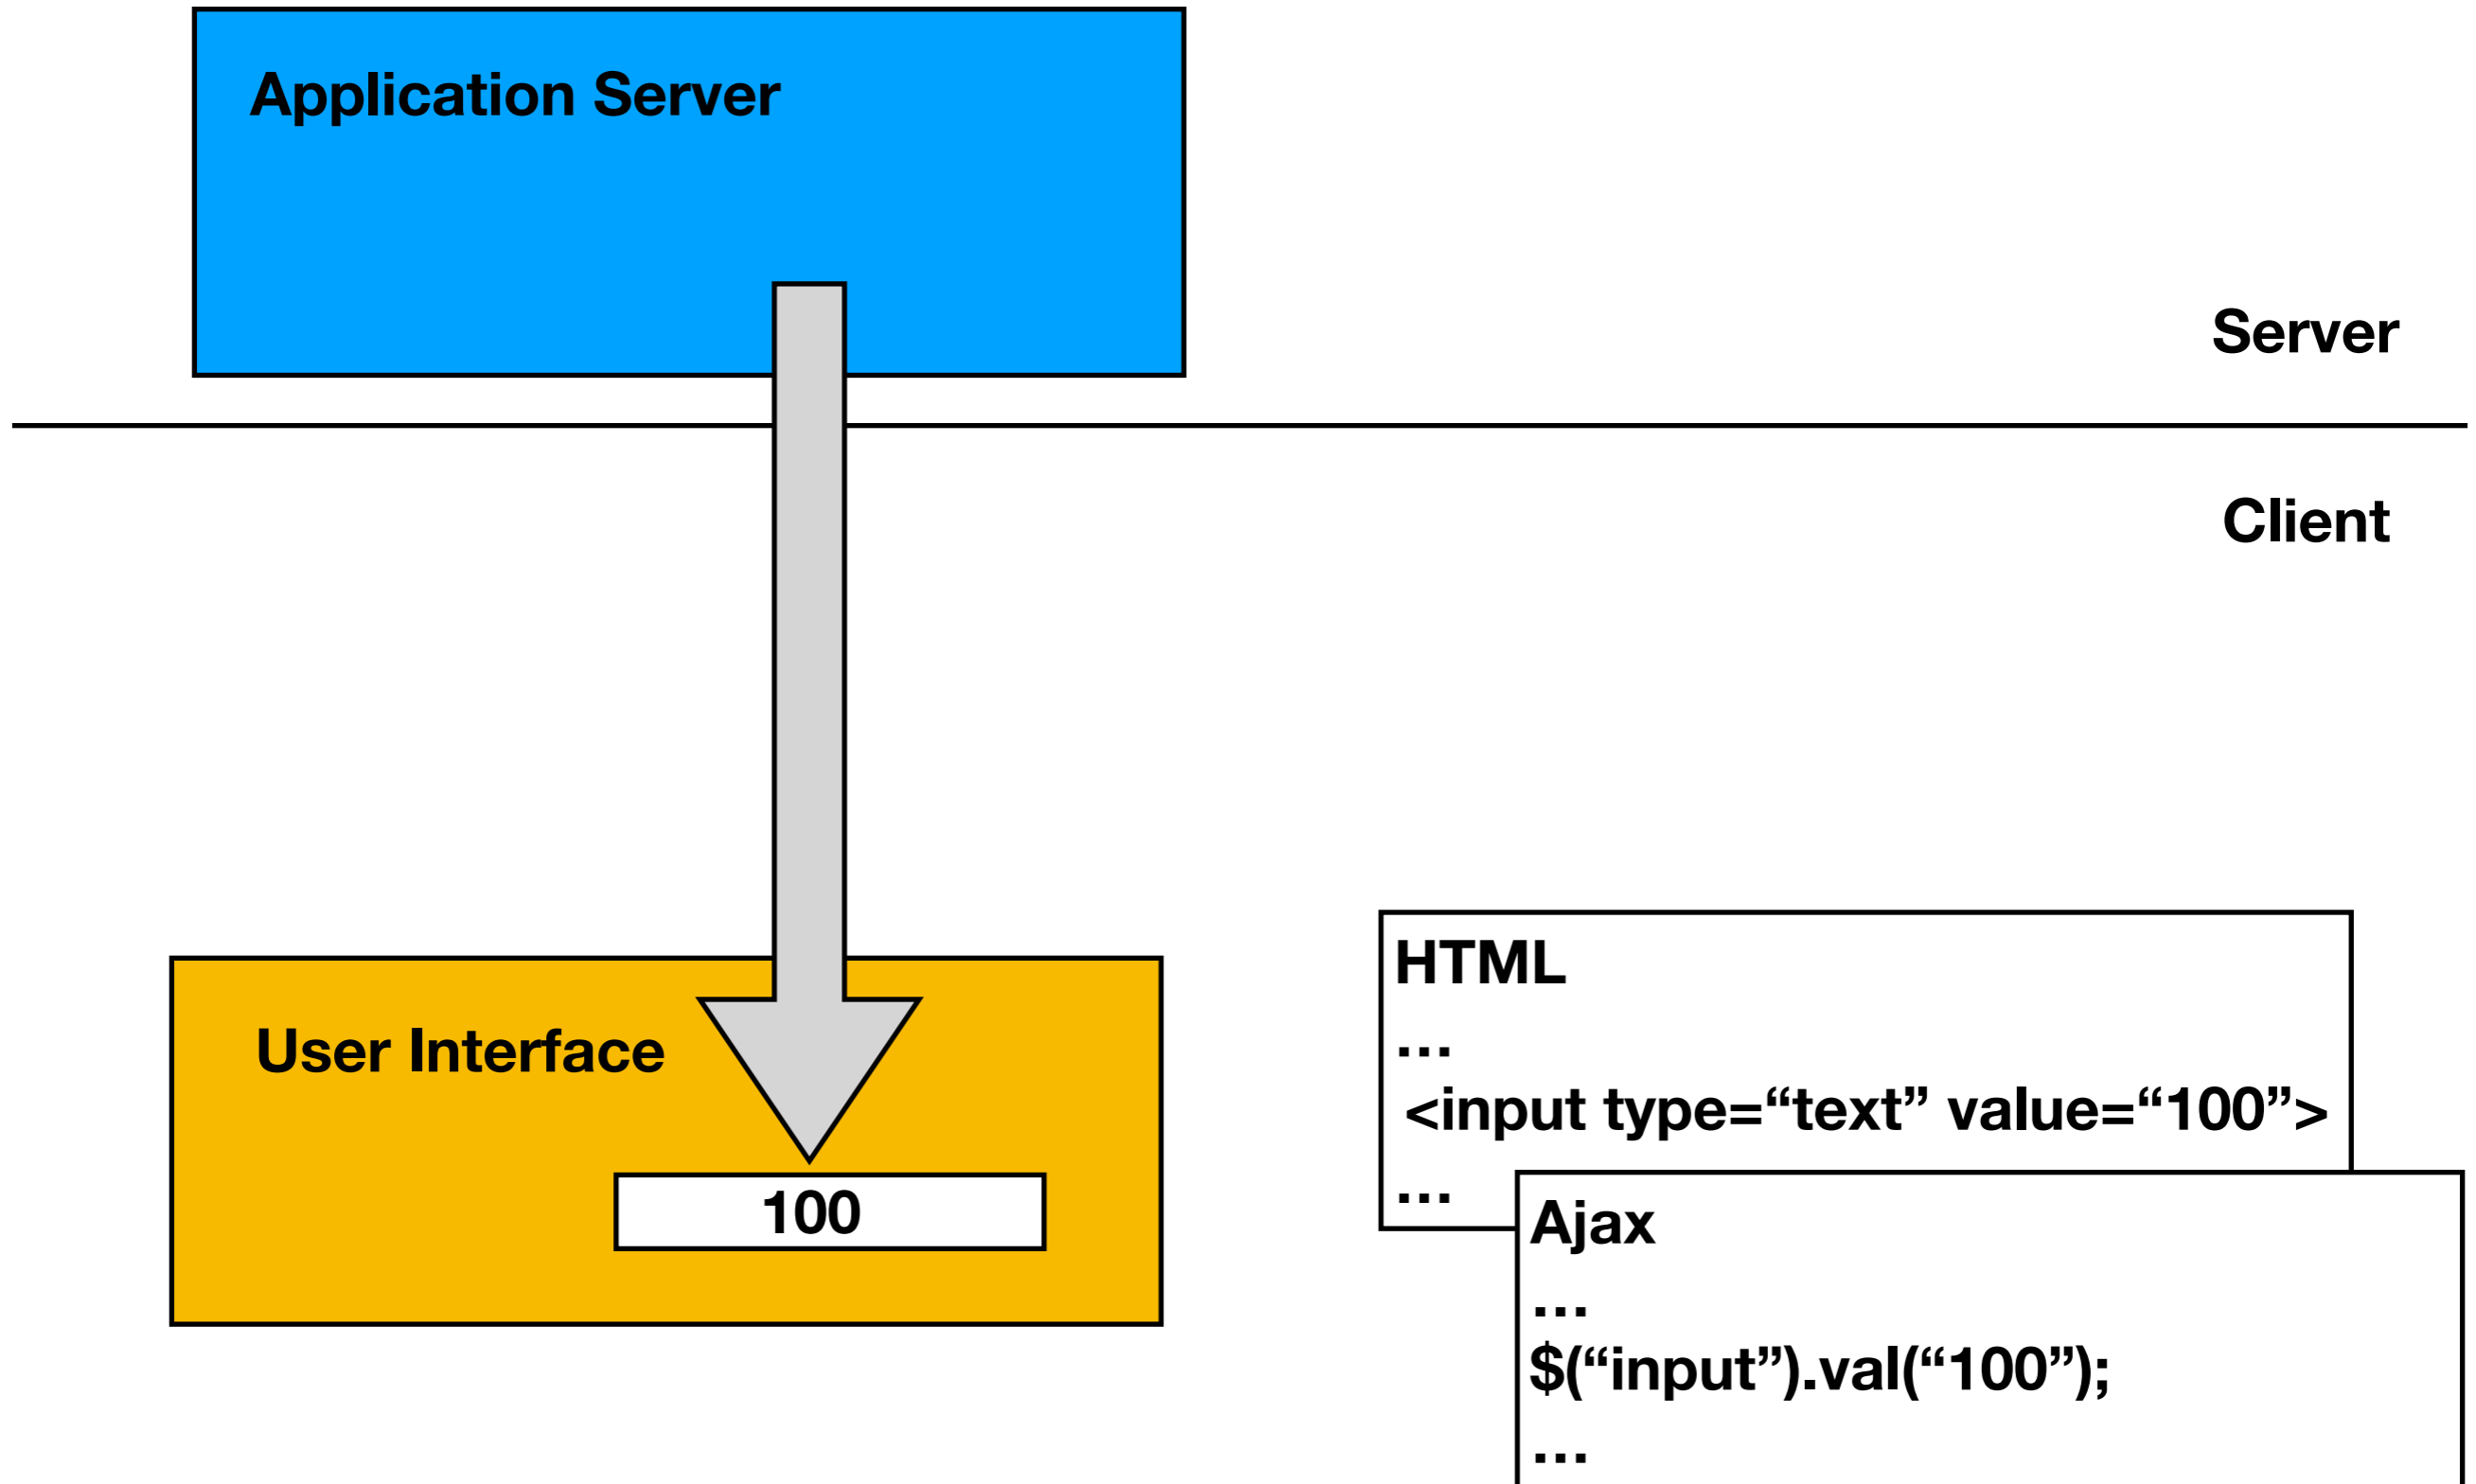 Application Server
Server
Client
User Interface
100
HTML
...
<input type=“text” value=“100”>
...
Ajax
...
$(“input”).val(“100”);
...